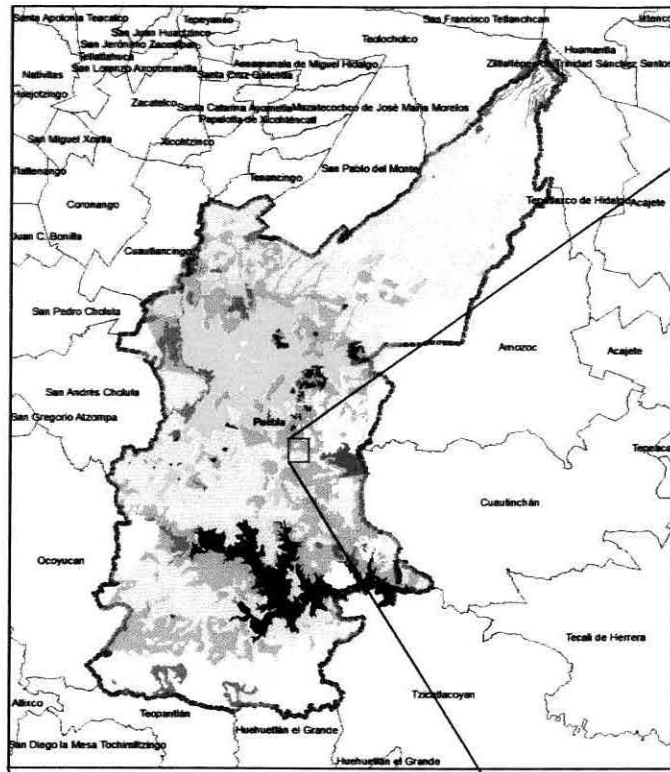 Santa Apolonia Teacalco
Tepeyanco
San Francisco Tetlanohcan
Ixtenco
San Juan Huactzinco
San Jerónimo Zacualpan
Teolocholco
Huamantla
Tetlatlahuca
Ziltlaltépec de Trinidad Sánchez Santos
San Lorenzo Axocomanitla
Acuamanala de Miguel Hidalgo
Nativitas
Santa Cruz Quilehtla
Huejotzingo
Zacatelco
Santa Catarina Ayometla
Mazatecochco de José María Morelos
Papalotla de Xicohténcatl
San Miguel Xoxtla
Xicohtzinco
Tlaltenango
San Pablo del Monte
Tenancingo
Coronango
Tepatlaxco de Hidalgo
Acajete
Juan C. Bonilla
Cuautlancingo
San Pedro Cholula
Amozoc
Acajete
San Andrés Cholula
San Gregorio Atzompa
Puebla
Tepeaca
Cuautinchán
Ocoyucan
Tecali de Herrera
Atlixco
Tzicatlacoyan
Teopantlán
Huehuetlán el Grande
San Diego la Mesa Tochimiltzingo
Huehuetlán el Grande